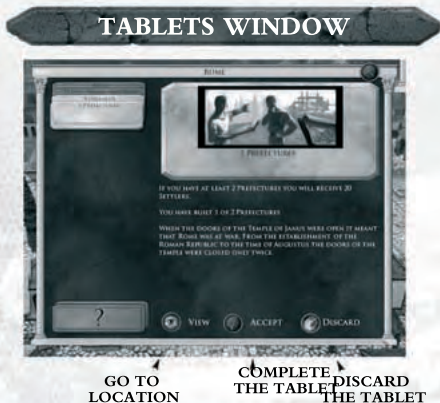 TABLETS WINDOW
ROME
2 PREFECTURES
IF YOU HAVE AT LEAST 2 PREFECTURES YOU WILL RECEIVE 20
SETTLERS.
YOU HAVE BUILT 3 OF 2 PREFECTURES
WHEN THE DOORS OF THE TEMPLE OF JANUS WERE OPEN IT MEANT
THAT ROME WAS AT WAR. FROM THE ESTABLISHMENT OF THE
ROMAN REPUBLIC TO THE TIME OF AUGUSTUS THE DOORS OF THE
TEMPLE WERE CLOSED ONLY TWICE.
?
VIEW ACCEPT DISCARD
GO TO
LOCATION
COMPLETE
THE TABLET
DISCARD
THE TABLET